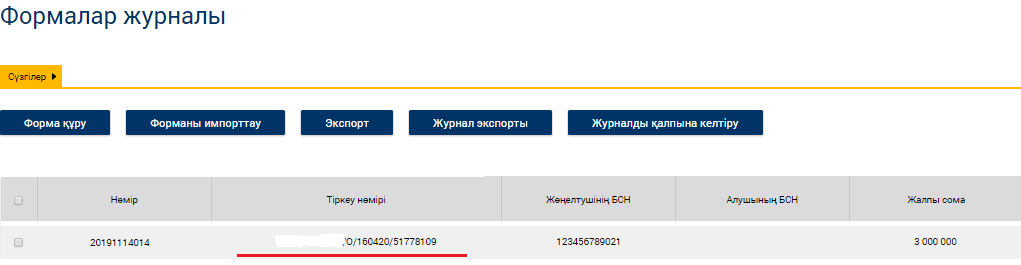 Формалар журналы
Сүзгілер
Форма құру Форманы импорттау Экспорт Журнал экспорты Журналды қалпына келтіру
Нөмір Тіркеу нөмірі Жөнелтушінің БСН Алушының БСН Жалпы сома
20191114014 /O/160420/51778109 123456789021 3 000 000